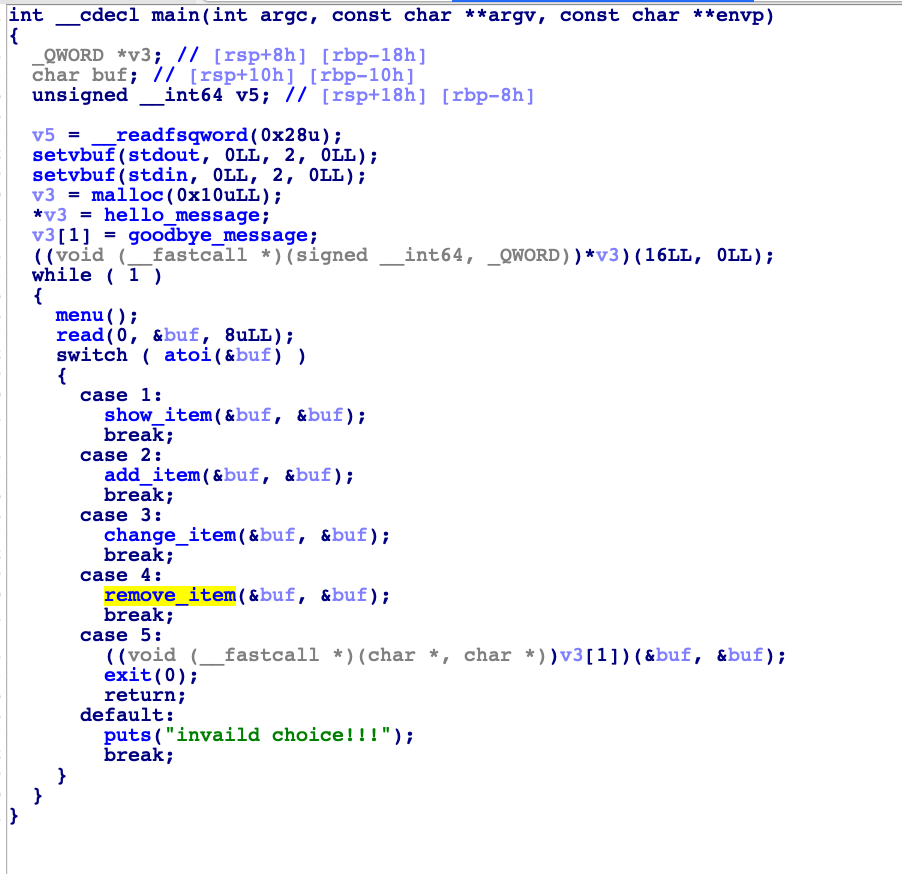 int __cdecl main(int argc, const char **argv, const char **envp)
{
  _QWORD *v3; // [rsp+8h] [rbp-18h]
  char buf; // [rsp+10h] [rbp-10h]
  unsigned __int64 v5; // [rsp+18h] [rbp-8h]

  v5 = __readfsqword(0x28u);
  setvbuf(stdout, 0LL, 2, 0LL);
  setvbuf(stdin, 0LL, 2, 0LL);
  v3 = malloc(0x10uLL);
  *v3 = hello_message;
  v3[1] = goodbye_message;
  ((void (__fastcall *)(signed __int64, _QWORD))*v3)(16LL, 0LL);
  while ( 1 )
  {
    menu();
    read(0, &buf, 8uLL);
    switch ( atoi(&buf) )
    {
      case 1:
        show_item(&buf, &buf);
        break;
      case 2:
        add_item(&buf, &buf);
        break;
      case 3:
        change_item(&buf, &buf);
        break;
      case 4:
        remove_item(&buf, &buf);
        break;
      case 5:
        ((void (__fastcall *)(char *, char *))v3[1])(&buf, &buf);
        exit(0);
        return;
      default:
        puts("invaild choice!!!");
        break;
    }
  }
}